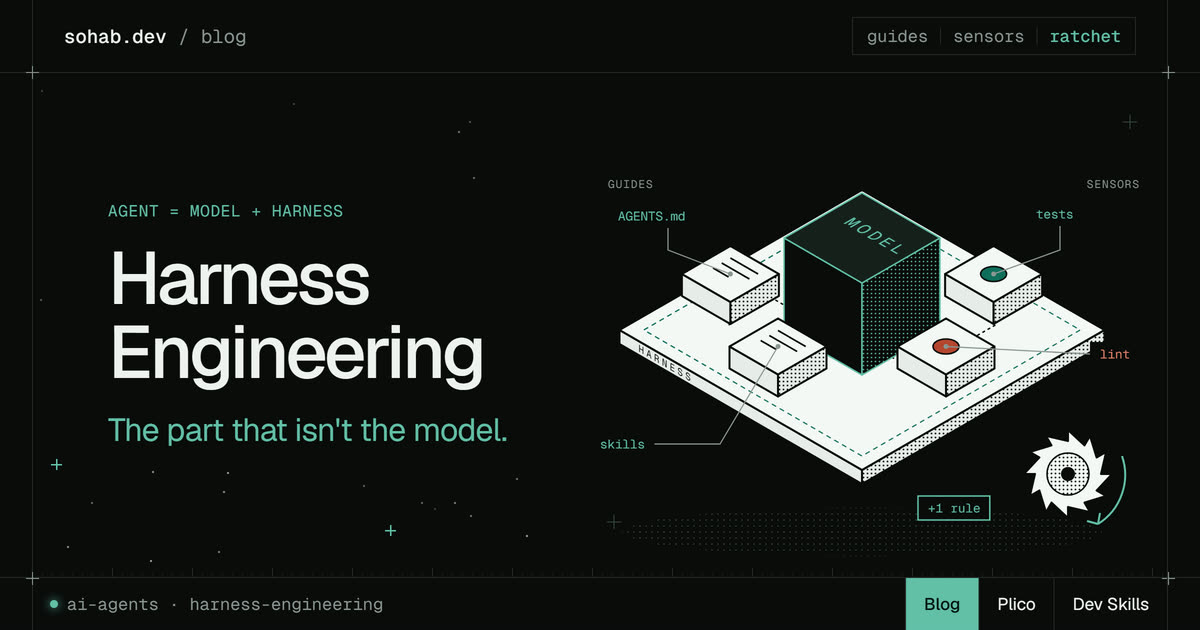 sohab.dev / blog
guides sensors ratchet
GUIDES
SENSORS
AGENTS.md
tests
AGENT = MODEL + HARNESS
MODEL
Harness
Engineering
HARNESS
lint
The part that isn't the model.
skills
+1 rule
ai-agents · harness-engineering
Blog Plico Dev Skills